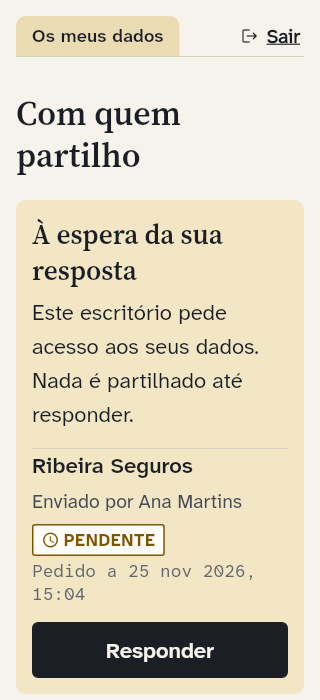 Os meus dados
Sair
Com quem
partilho
À espera da sua
resposta
Este escritório pede
acesso aos seus dados.
Nada é partilhado até
responder.
Ribeira Seguros
Enviado por Ana Martins
PENDENTE
Pedido a 25 nov 2026,
15:04
Responder